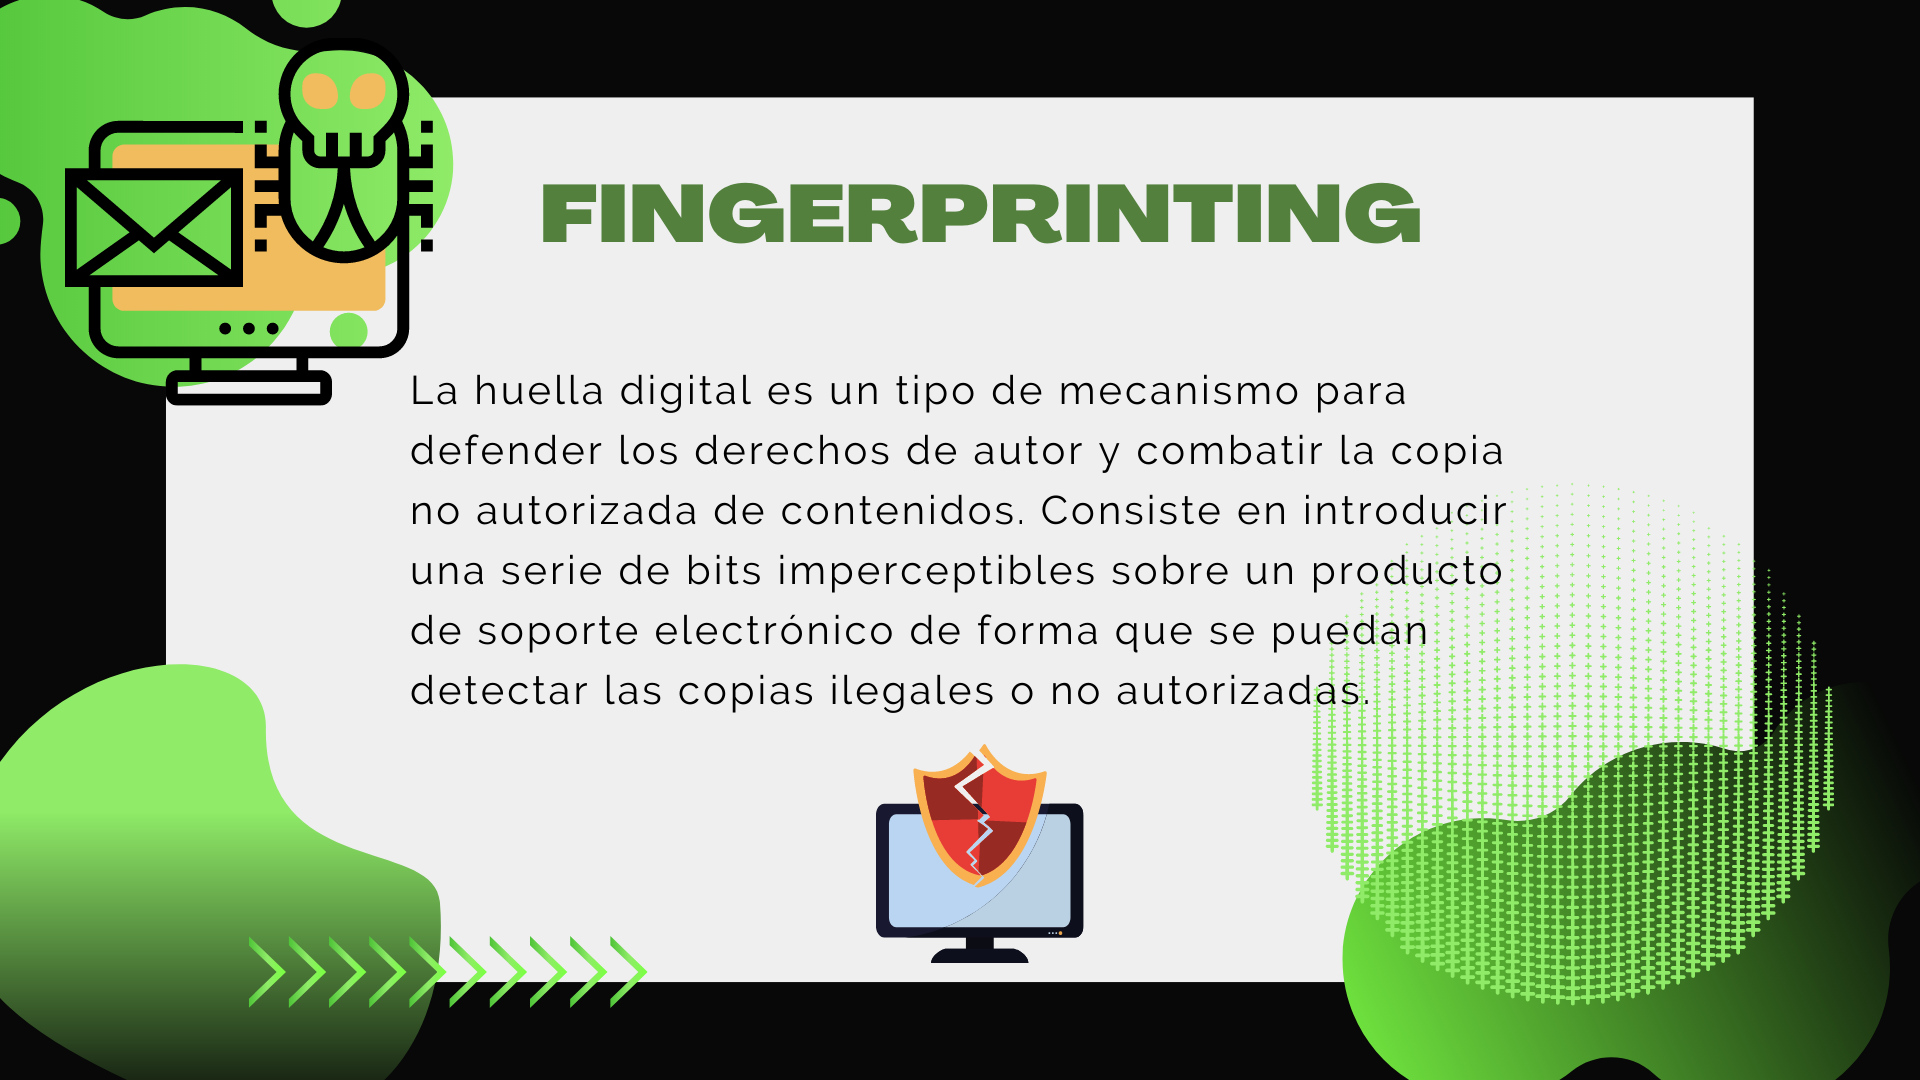 FINGERPRINTING
La huella digital es un tipo de mecanismo para
defender los derechos de autor y combatir la copia
no autorizada de contenidos. Consiste en introducir
una serie de bits imperceptibles sobre un producto
de soporte electrónico de forma que se puedan
detectar las copias ilegales o no autorizadas.